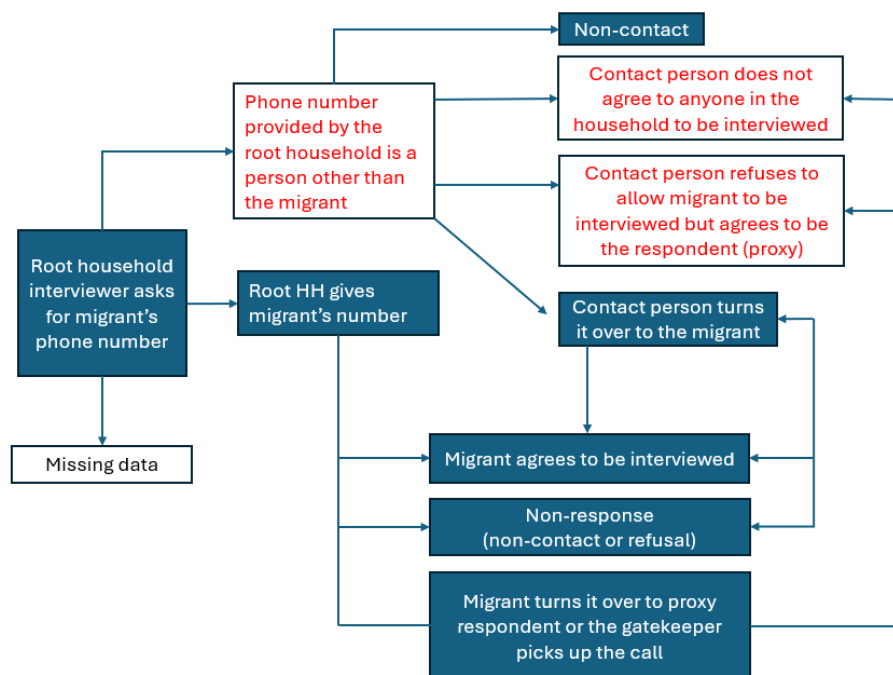 Non-contact
Contact person does not
agree to anyone in the
household to be interviewed
Phone number
provided by the
root household is a
person other than
the migrant
Contact person refuses to
allow migrant to be
interviewed but agrees to be
the respondent (proxy)
Root household
interviewer asks
for migrant’s
phone number
Root HH gives
migrant’s number
Contact person turns
it over to the migrant
Missing data
Migrant agrees to be interviewed
Non-response
(non-contact or refusal)
Migrant turns it over to proxy
respondent or the gatekeeper
picks up the call